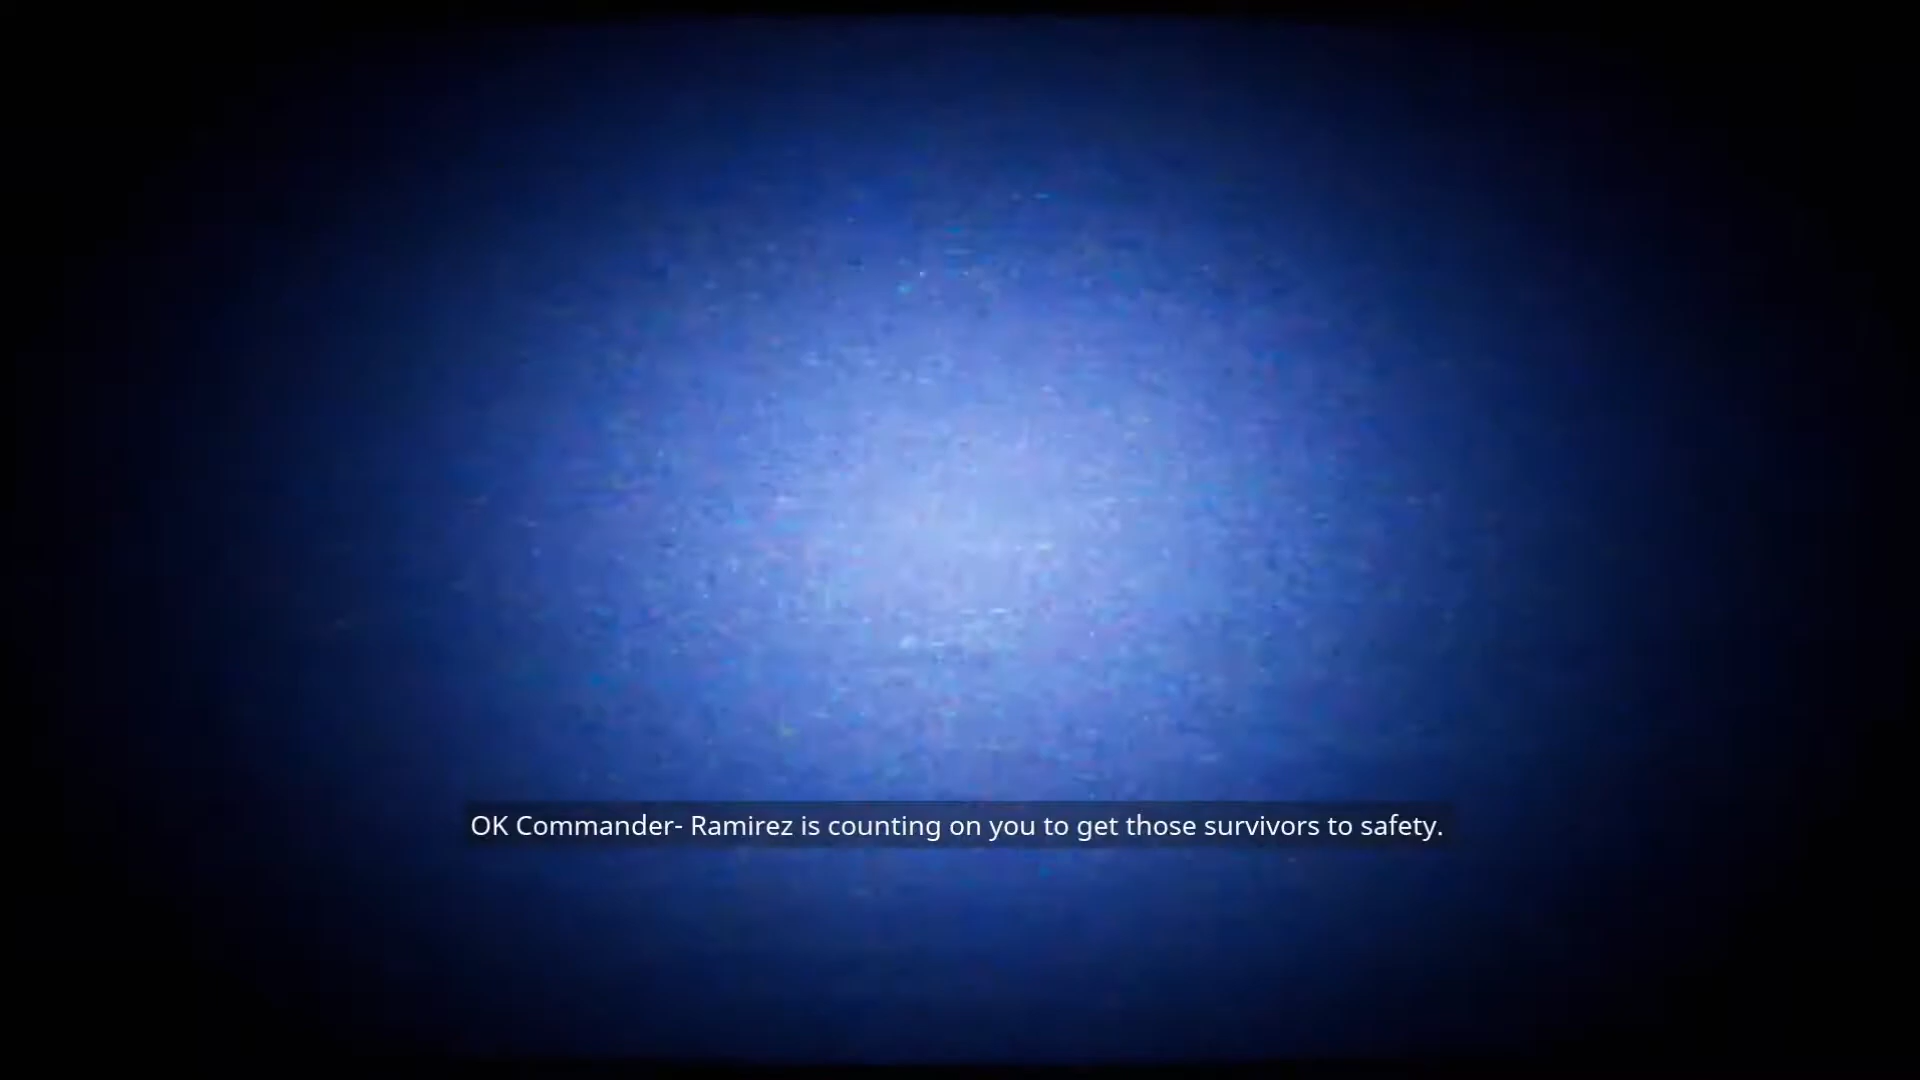 OK Commander- Ramirez is counting on you to get those survivors to safety.